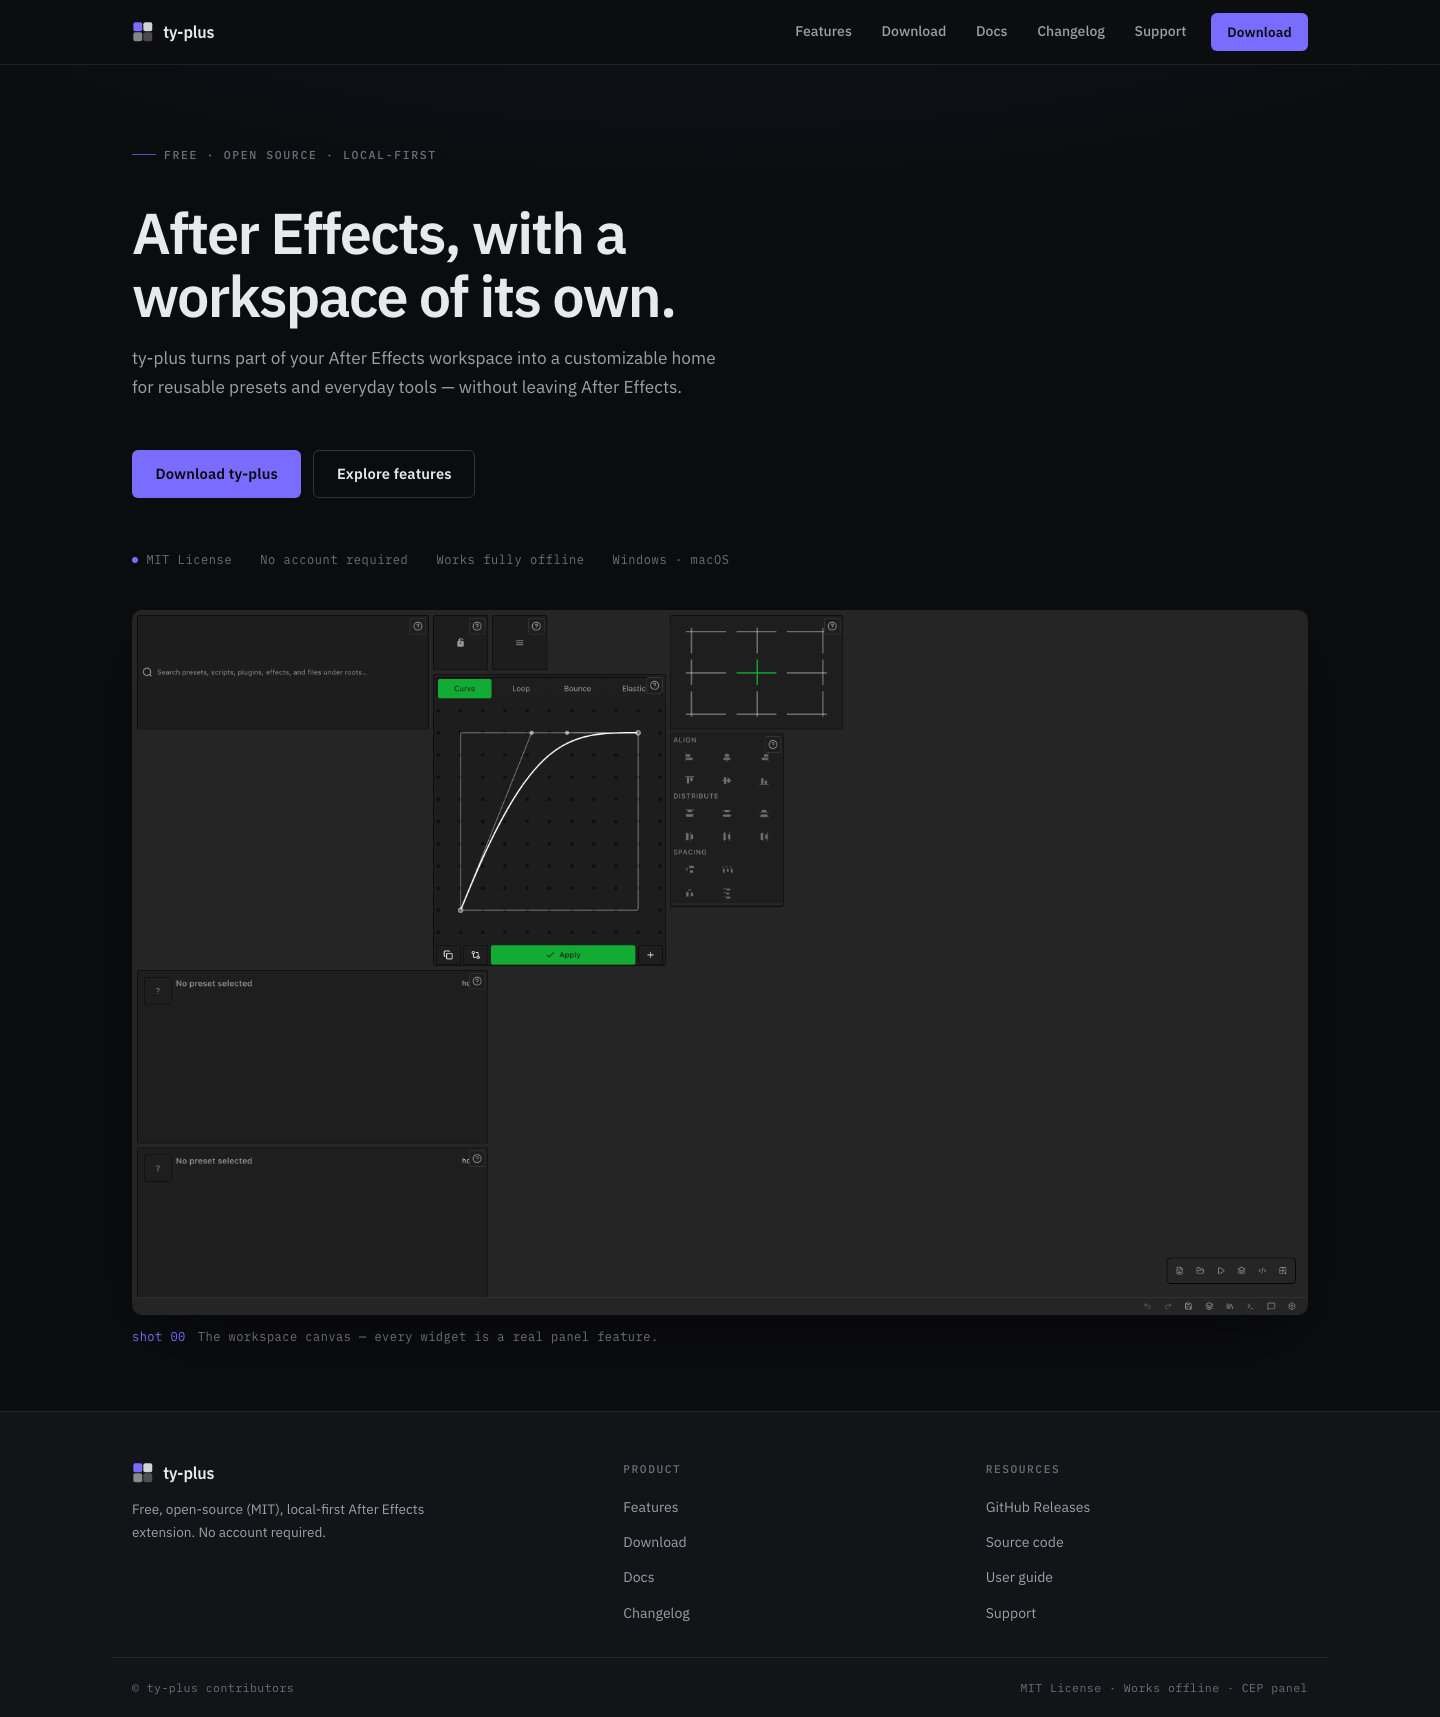 ty-plus
Features
Download
Docs
Changelog
Support
Download
FREE · OPEN SOURCE · LOCAL-FIRST
After Effects, with a
workspace of its own.
ty-plus turns part of your After Effects workspace into a customizable home
for reusable presets and everyday tools — without leaving After Effects.
Download ty-plus
Explore features
MIT License
No account required
Works fully offline
Windows · macOS
Search presets, scripts, plugins, effects, and files under roots...
Curve
Loop
Bounce
Elastic
ALIGN
DISTRIBUTE
SPACING
Apply
?
No preset selected
?
No preset selected
shot 00 The workspace canvas — every widget is a real panel feature.
ty-plus
Free, open-source (MIT), local-first After Effects
extension. No account required.
PRODUCT
Features
Download
Docs
Changelog
RESOURCES
GitHub Releases
Source code
User guide
Support
© ty-plus contributors
MIT License · Works offline · CEP panel